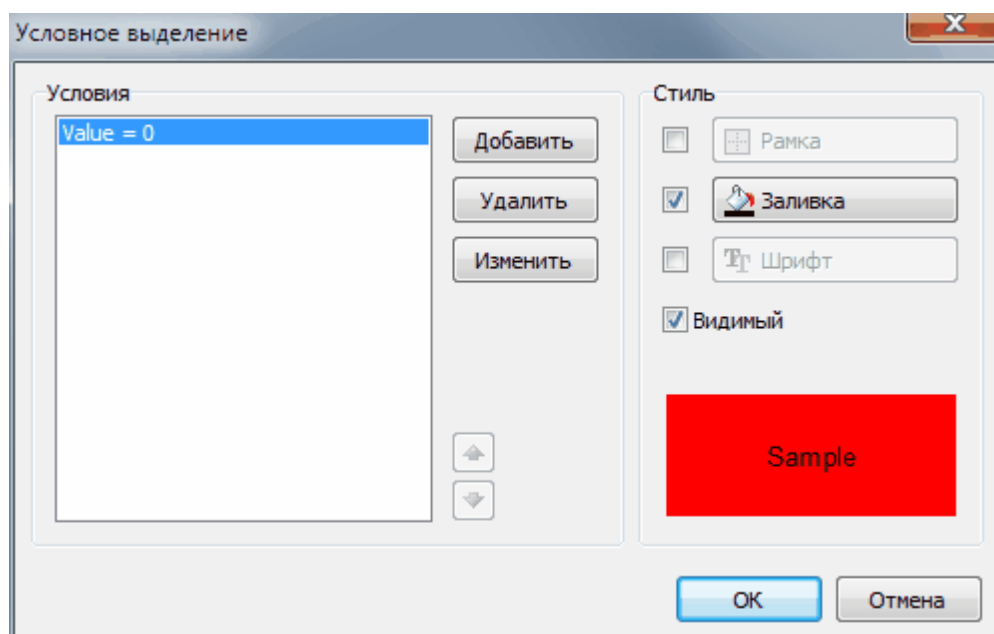 Условное выделение
Условия
Value = 0
Добавить
Удалить
Изменить
Стиль
Рамка
Заливка
Шрифт
Видимый
Sample
OK
Отмена